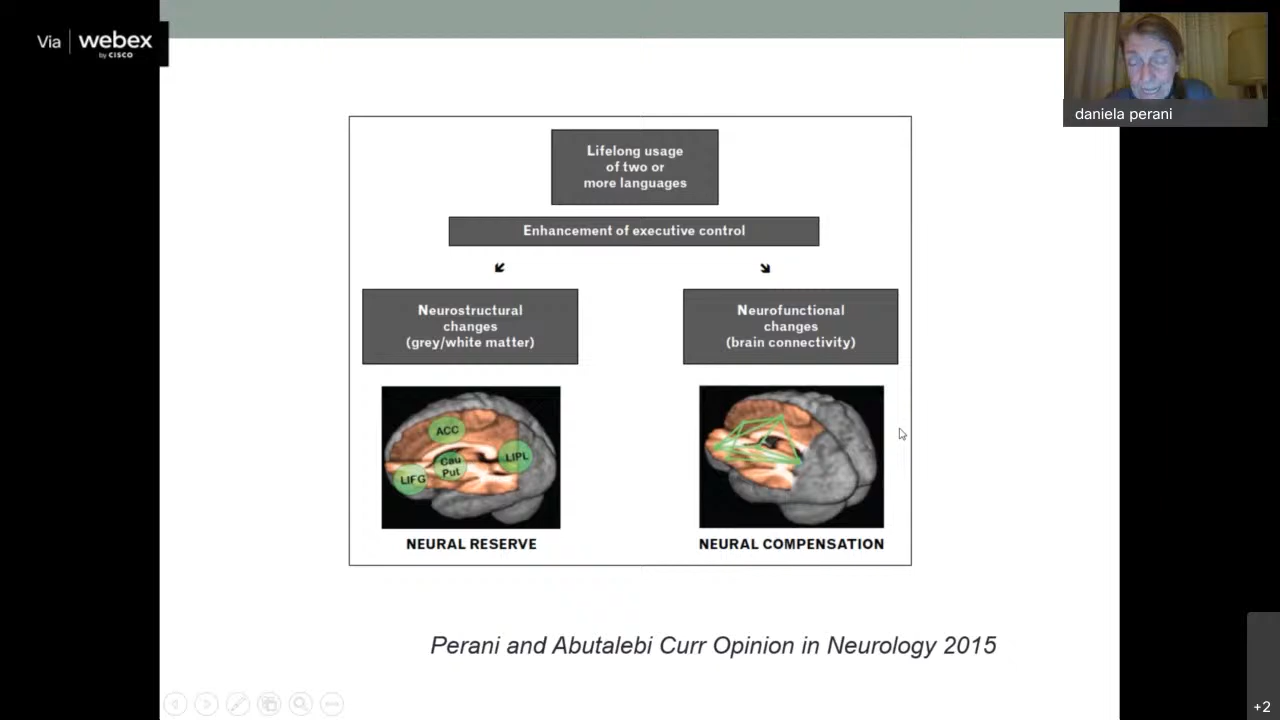 Via webex
by CISCO
daniela perani
Lifelong usage
of two or
more languages
Enhancement of executive control
Neurostructural
changes
(grey/white matter)
Neurofunctional
changes
(brain connectivity)
ACC
Cau
Put
LIPL
LIFG
NEURAL RESERVE
NEURAL COMPENSATION
Perani and Abutalebi Curr Opinion in Neurology 2015
+2